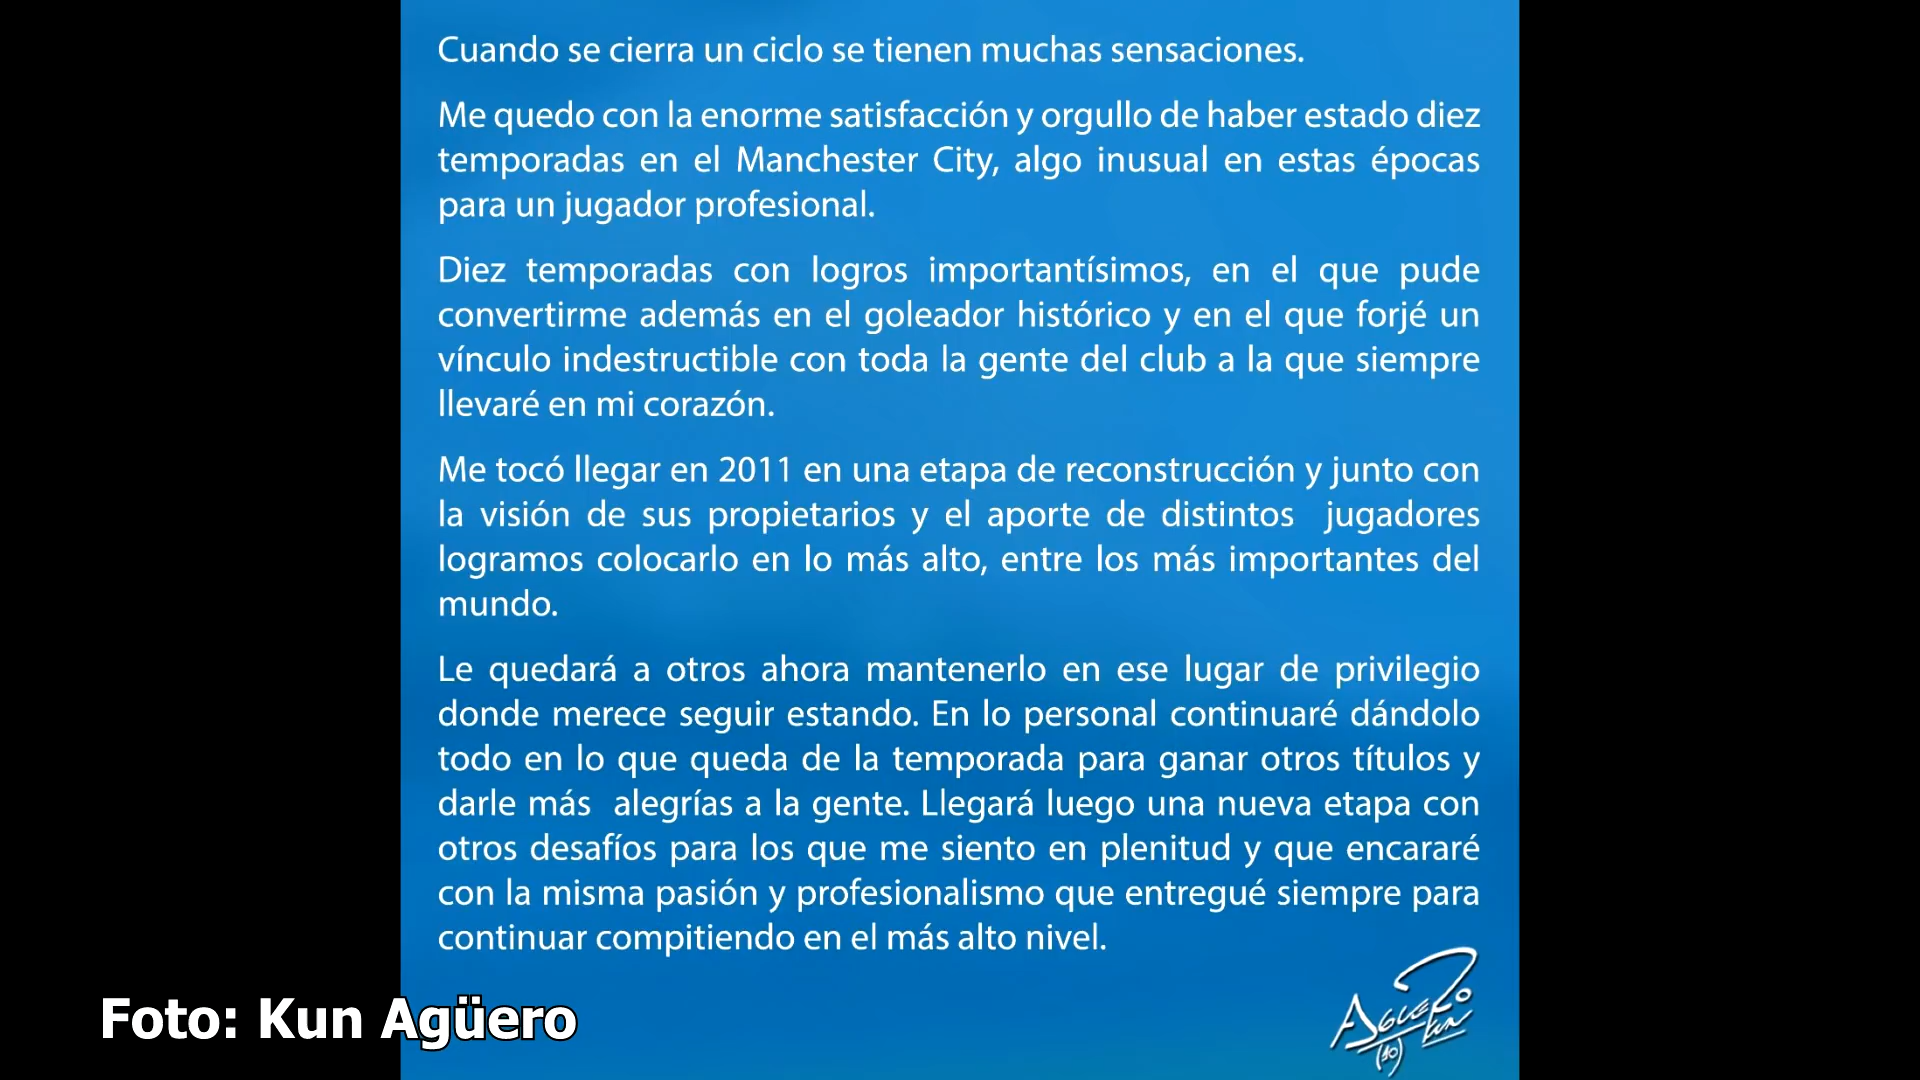 Cuando se cierra un ciclo se tienen muchas sensaciones.
Me quedo con la enorme satisfacción y orgullo de haber estado diez
temporadas en el Manchester City, algo inusual en estas épocas
para un jugador profesional.
Diez temporadas con logros importantísimos, en el que pude
convertirme además en el goleador histórico y en el que forjé un
vínculo indestructible con toda la gente del club a la que siempre
llevaré en mi corazón.
Me tocó llegar en 2011 en una etapa de reconstrucción y junto con
la visión de sus propietarios y el aporte de distintos jugadores
logramos colocarlo en lo más alto, entre los más importantes del
mundo.
Le quedará a otros ahora mantenerlo en ese lugar de privilegio
donde merece seguir estando. En lo personal continuaré dándolo
todo en lo que queda de la temporada para ganar otros títulos y
darle más alegrías a la gente. Llegará luego una nueva etapa con
otros desafíos para los que me siento en plenitud y que encararé
con la misma pasión y profesionalismo que entregué siempre para
continuar compitiendo en el más alto nivel.
Aguero
Kun
(10)
Foto: Kun Agüero